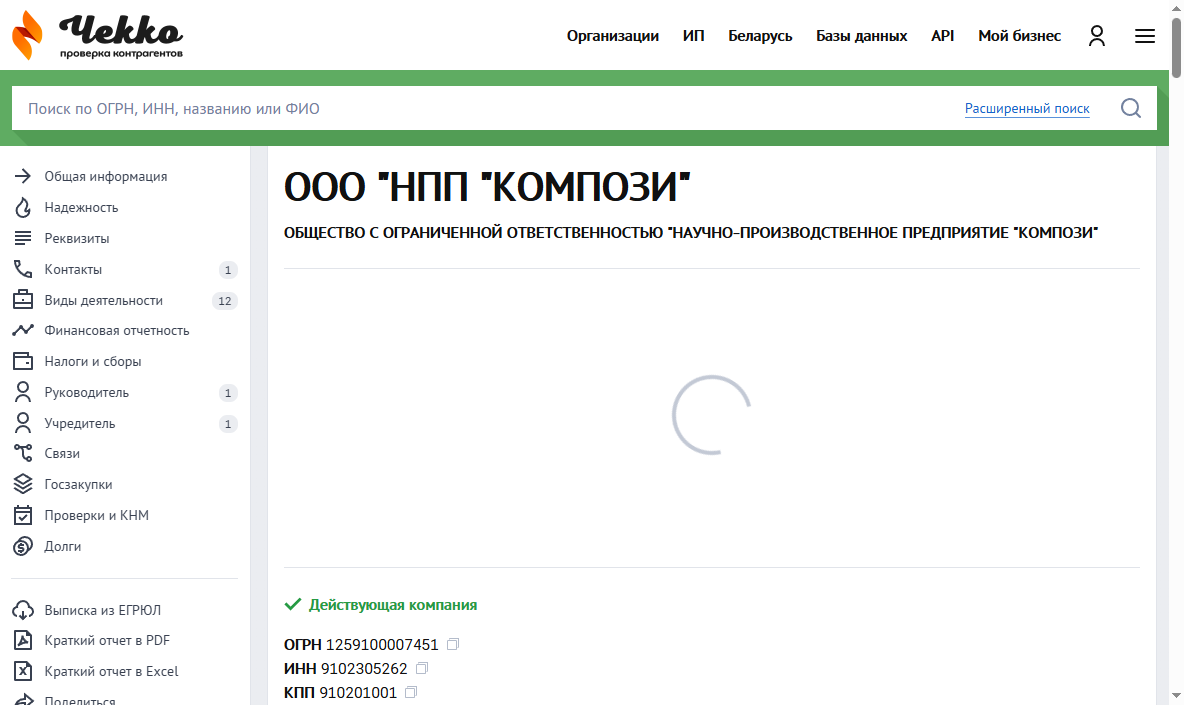 Чекко
проверка контрагентов
Организации ИП Беларусь Базы данных API Мой бизнес
Поиск по ОГРН, ИНН, названию или ФИО Расширенный поиск
Общая информация
Надежность
Реквизиты
Контакты 1
Виды деятельности 12
Финансовая отчетность
Налоги и сборы
Руководитель 1
Учредитель 1
Связи
Госзакупки
Проверки и КНМ
Долги
Выписка из ЕГРЮЛ
Краткий отчет в PDF
Краткий отчет в Excel
Поделиться
ООО "НПП "КОМПОЗИ"
ОБЩЕСТВО С ОГРАНИЧЕННОЙ ОТВЕТСТВЕННОСТЬЮ "НАУЧНО-ПРОИЗВОДСТВЕННОЕ ПРЕДПРИЯТИЕ "КОМПОЗИ"
Действующая компания
ОГРН 1259100007451
ИНН 9102305262
КПП 910201001